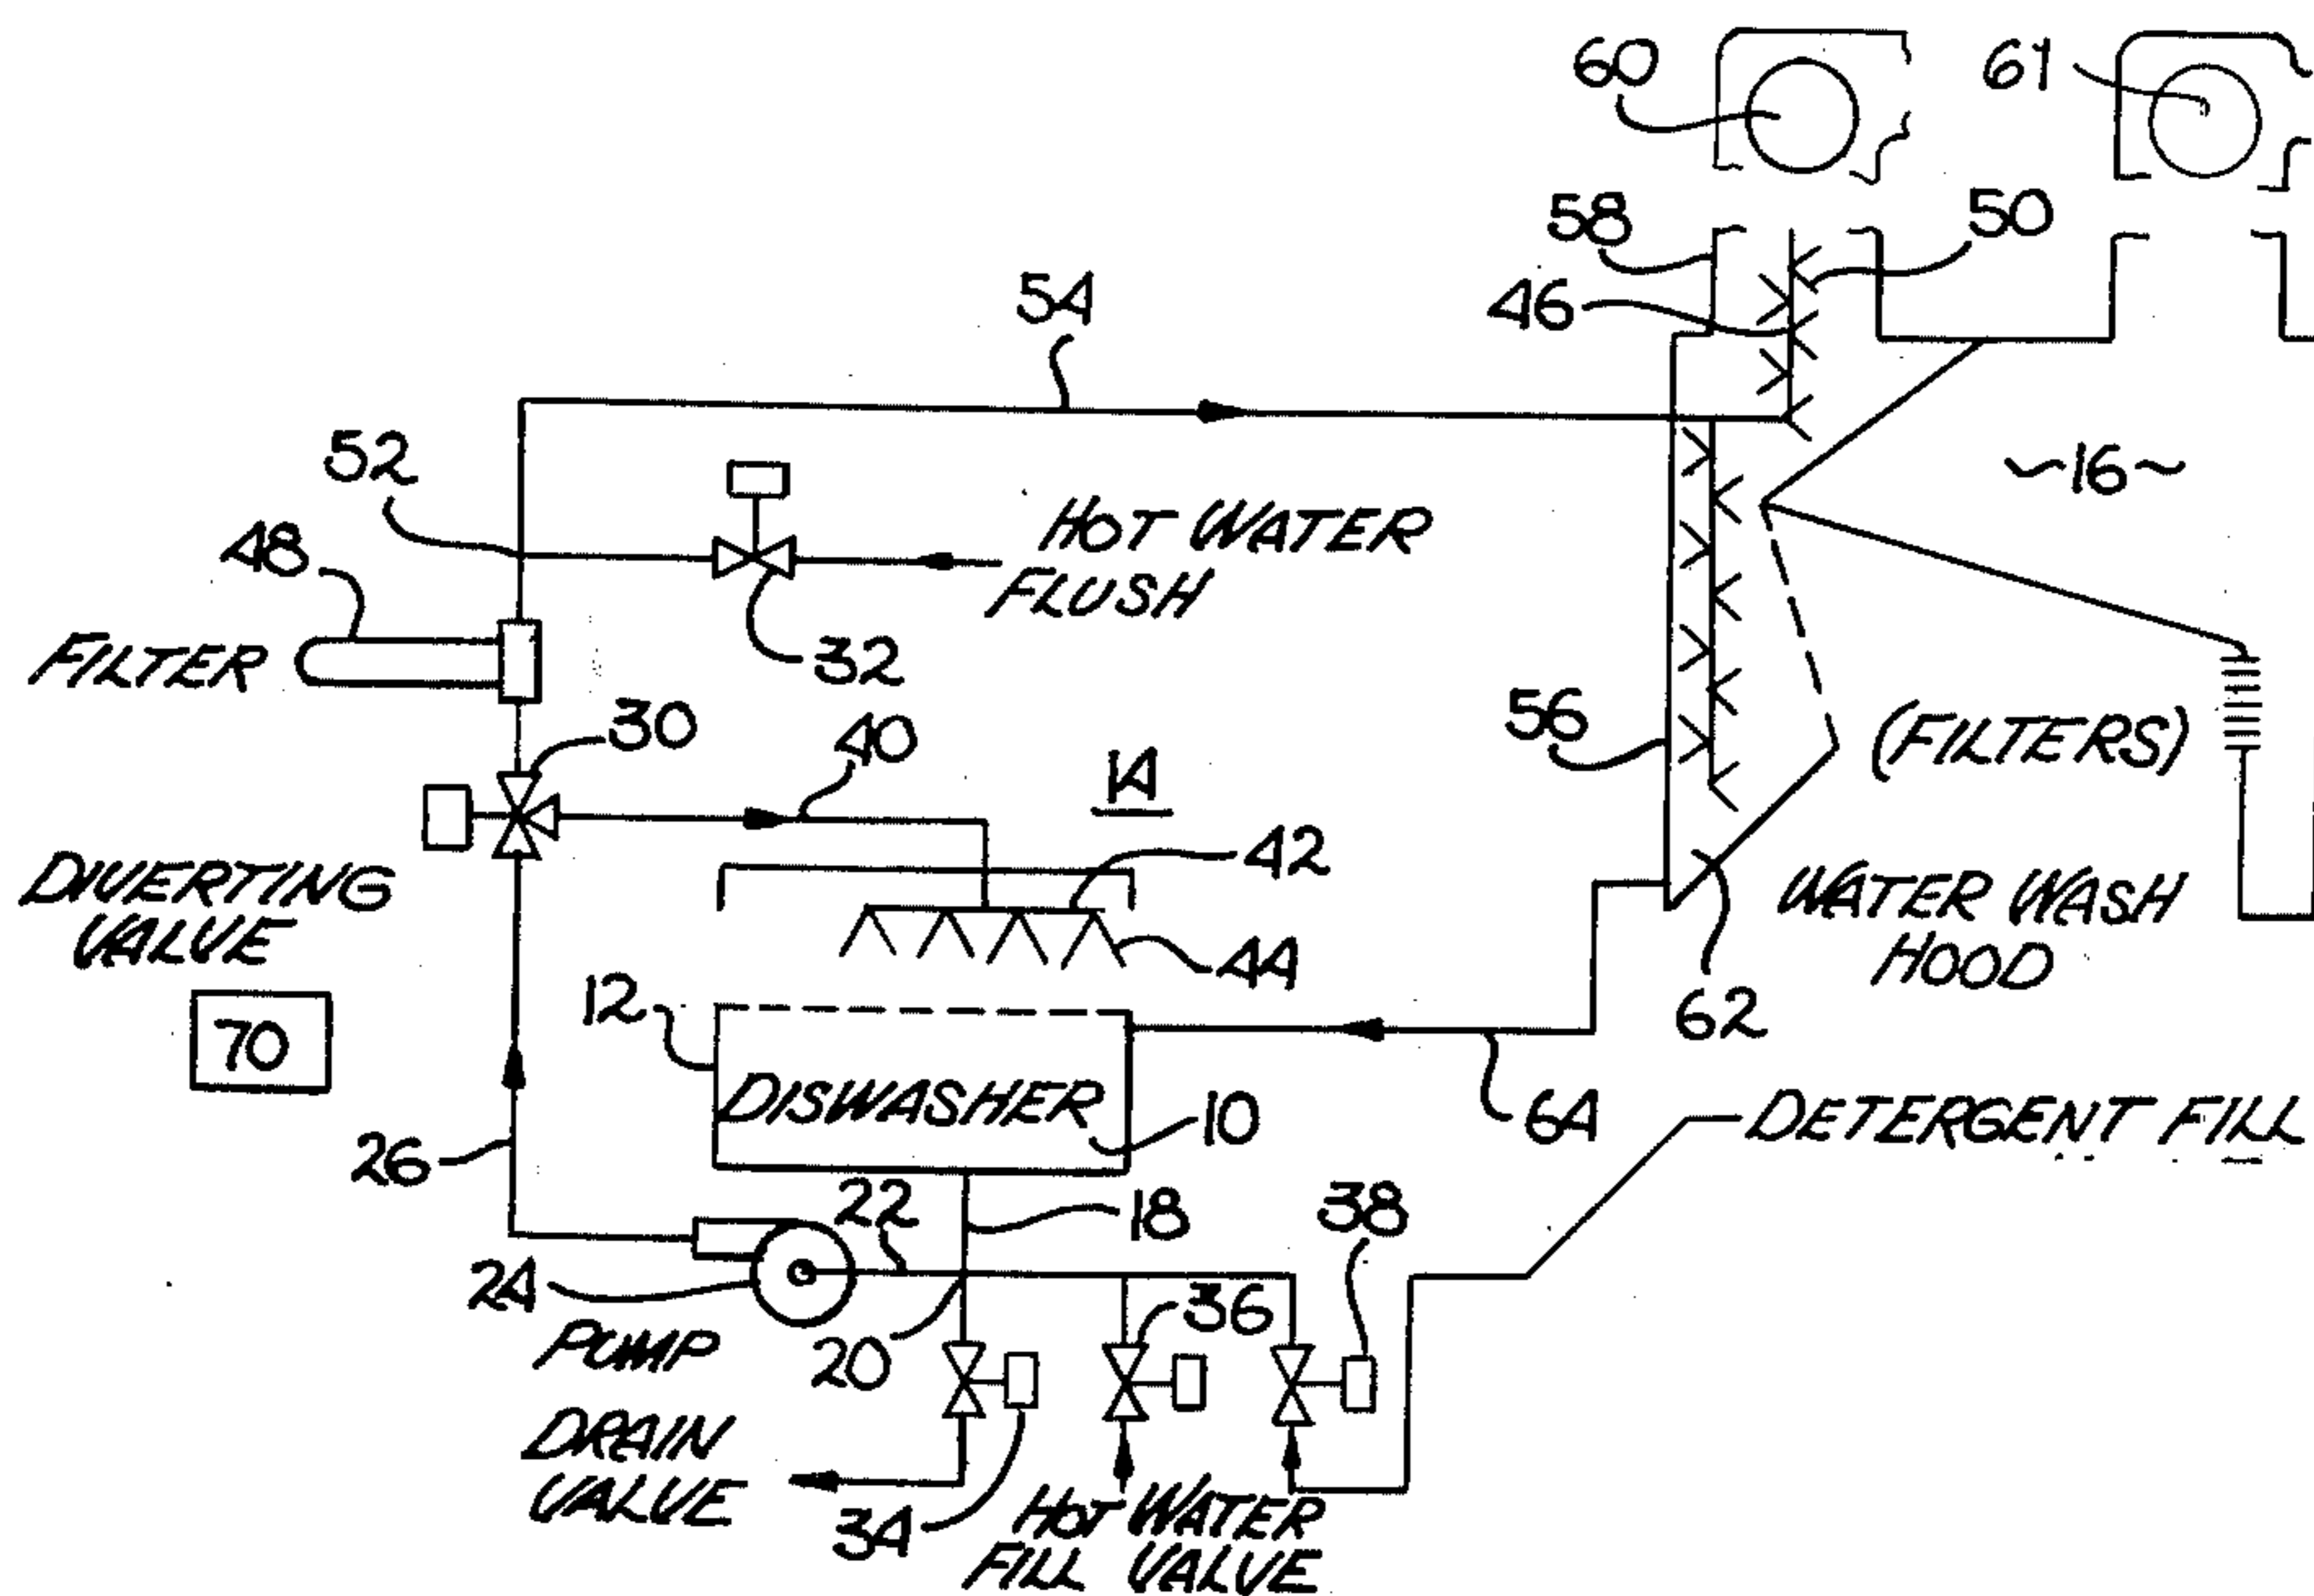 60
61
58
50
46
54
52
~16~
48
HOT WATER
FLUSH
32
FILTER
30
40
14
56
(FILTERS)
42
DIVERTING
VALVE
44
WATER WASH
HOOD
12
62
70
DISWASHER
10
64
DETERGENT FILL
26
22
18
38
24
36
PUMP
20
DRAIN
VALVE
34
HOT WATER
FILL VALVE